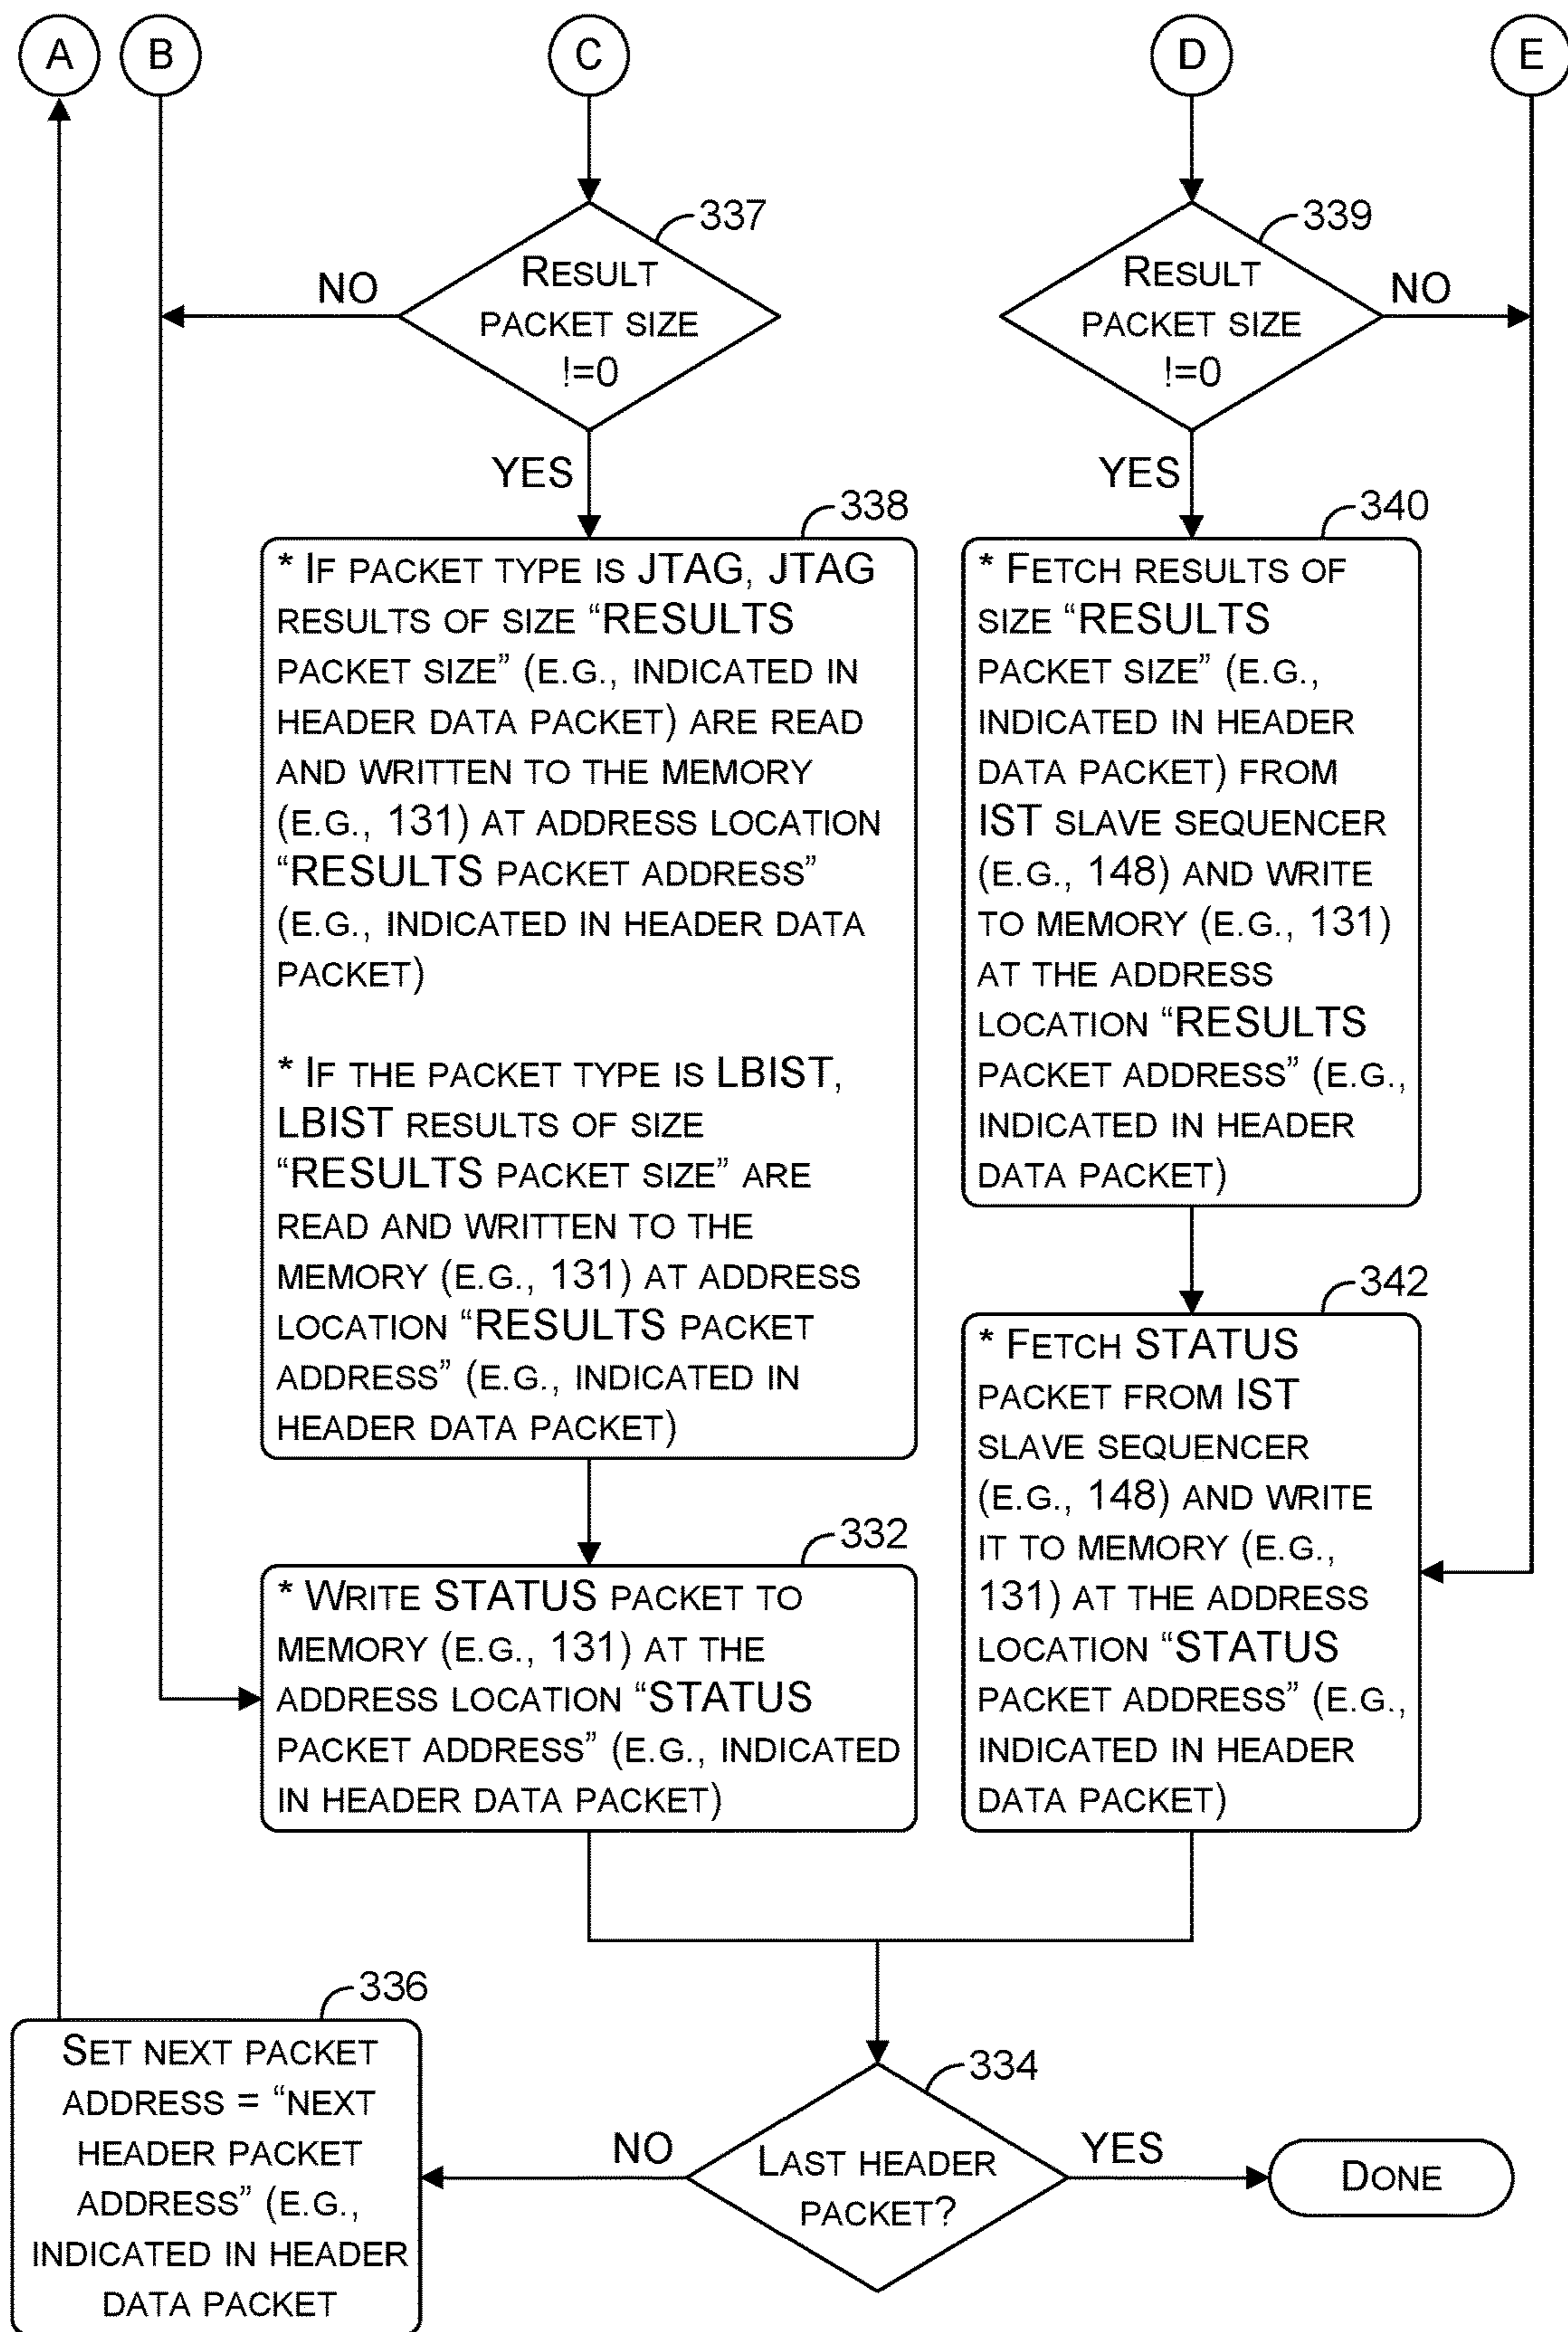 A
B
C
D
E
337
RESULT
PACKET SIZE
!=0
NO
YES
339
RESULT
PACKET SIZE
!=0
NO
YES
338
* IF PACKET TYPE IS JTAG, JTAG
RESULTS OF SIZE “RESULTS
PACKET SIZE” (E.G., INDICATED IN
HEADER DATA PACKET) ARE READ
AND WRITTEN TO THE MEMORY
(E.G., 131) AT ADDRESS LOCATION
“RESULTS PACKET ADDRESS”
(E.G., INDICATED IN HEADER DATA
PACKET)
* IF THE PACKET TYPE IS LBIST,
LBIST RESULTS OF SIZE
“RESULTS PACKET SIZE” ARE
READ AND WRITTEN TO THE
MEMORY (E.G., 131) AT ADDRESS
LOCATION “RESULTS PACKET
ADDRESS” (E.G., INDICATED IN
HEADER DATA PACKET)
340
* FETCH RESULTS OF
SIZE “RESULTS
PACKET SIZE” (E.G.,
INDICATED IN HEADER
DATA PACKET) FROM
IST SLAVE SEQUENCER
(E.G., 148) AND WRITE
TO MEMORY (E.G., 131)
AT THE ADDRESS
LOCATION “RESULTS
PACKET ADDRESS” (E.G.,
INDICATED IN HEADER
DATA PACKET)
332
* WRITE STATUS PACKET TO
MEMORY (E.G., 131) AT THE
ADDRESS LOCATION “STATUS
PACKET ADDRESS” (E.G., INDICATED
IN HEADER DATA PACKET)
342
* FETCH STATUS
PACKET FROM IST
SLAVE SEQUENCER
(E.G., 148) AND WRITE
IT TO MEMORY (E.G.,
131) AT THE ADDRESS
LOCATION “STATUS
PACKET ADDRESS” (E.G.,
INDICATED IN HEADER
DATA PACKET)
336
SET NEXT PACKET
ADDRESS = “NEXT
HEADER PACKET
ADDRESS” (E.G.,
INDICATED IN HEADER
DATA PACKET
334
LAST HEADER
PACKET?
NO
YES
DONE